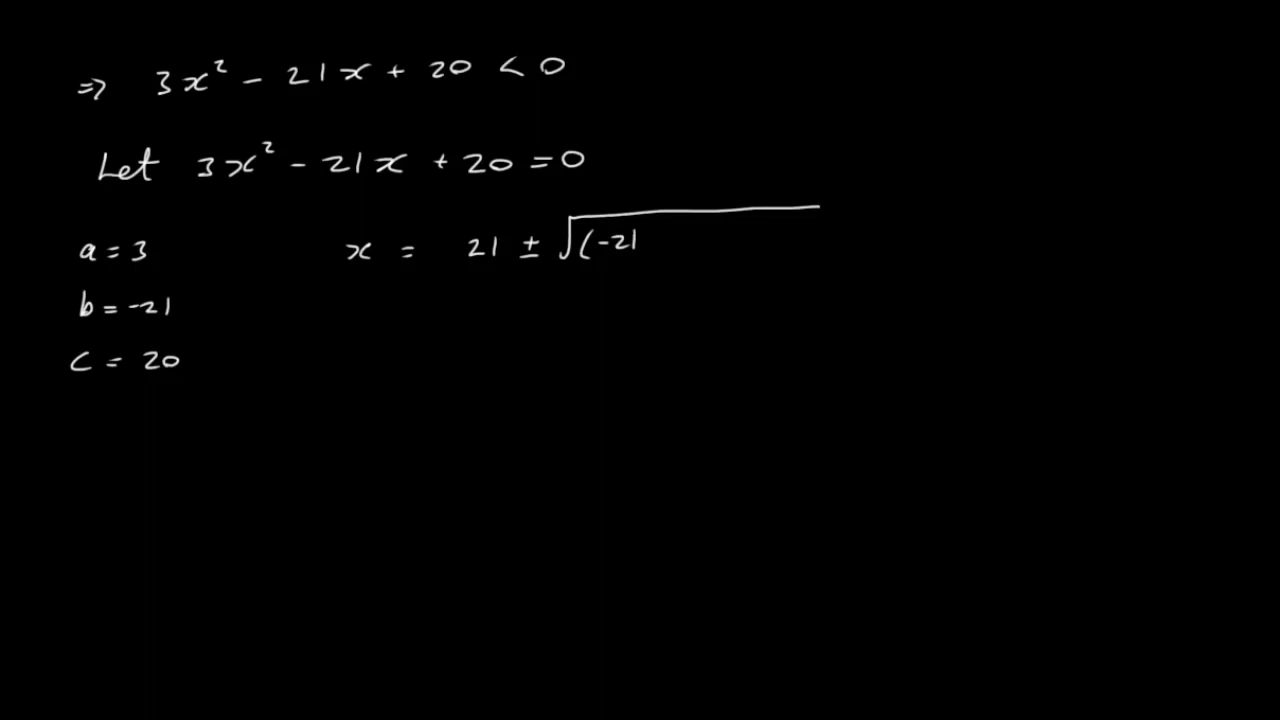 ⇒ 3x² - 21x + 20 < 0
Let 3x² - 21x + 20 = 0
a = 3 x = 21 ± √(-21
b = -21
c = 20